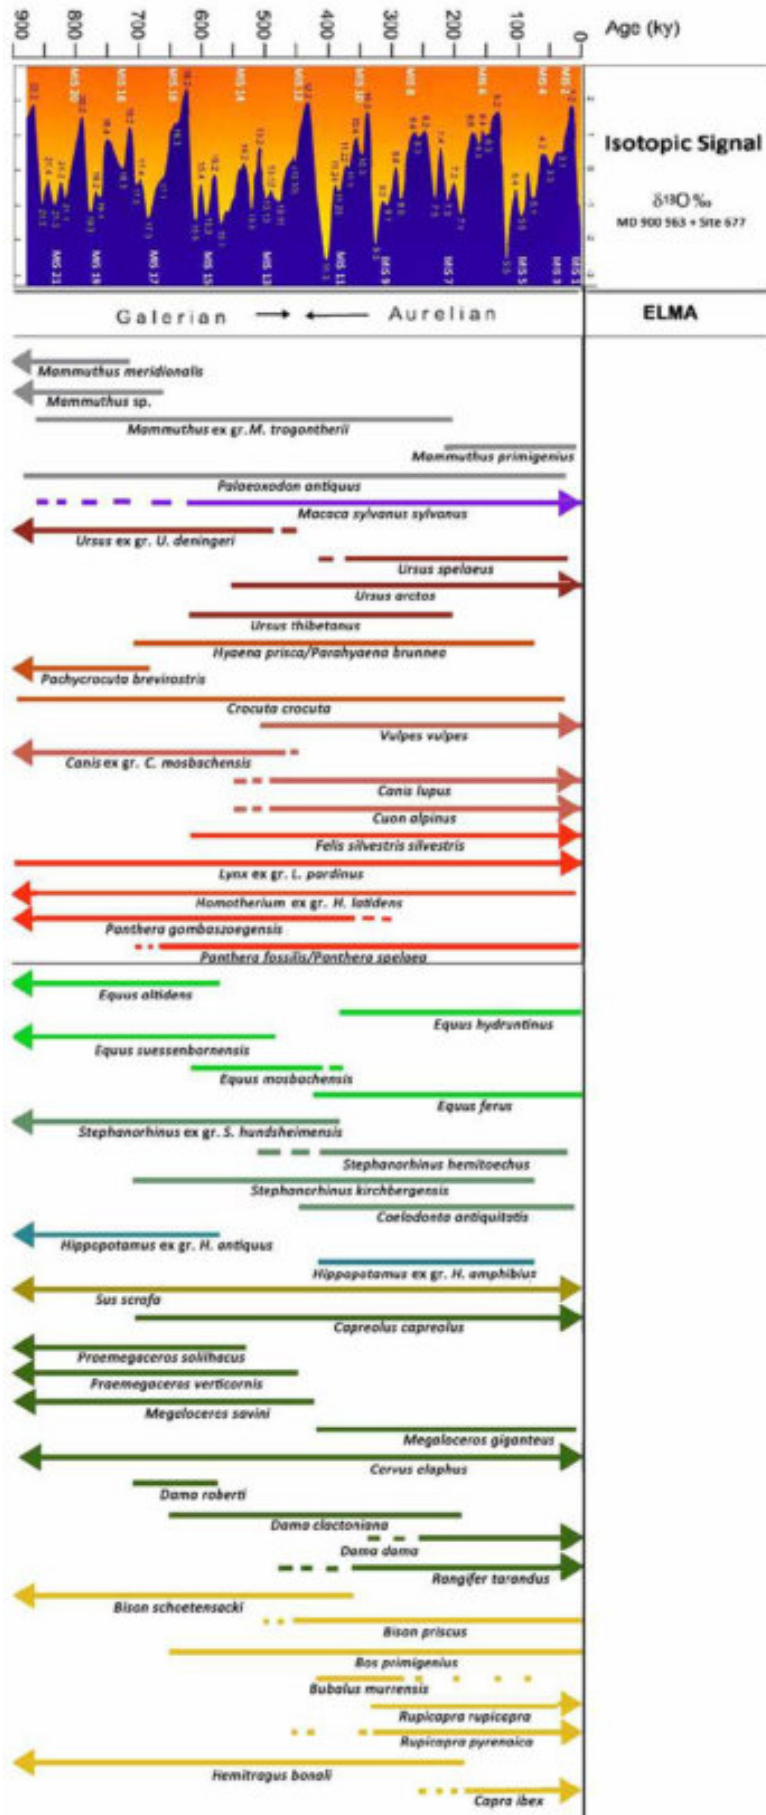 900 800 700 600 500 400 300 200 100 0 Age (ky)
MIS 20 MIS 18 MIS 16 MIS 14 MIS 12 MIS 10 MIS 8 MIS 6 MIS 4 MIS 2
Isotopic Signal
δ¹⁸O ‰
MD 900 963 + Site 677
MIS 21 MIS 19 MIS 17 MIS 15 MIS 13 MIS 11 MIS 9 MIS 7 MIS 5 MIS 3 MIS 1
Galerian → ← Aurelian ELMA
Mammuthus meridionalis
Mammuthus sp.
Mammuthus ex gr. M. trogontherii
Mammuthus primigenius
Palaeoxodon antiquus
Macaca sylvanus sylvanus
Ursus ex gr. U. deningeri
Ursus spelaeus
Ursus arctos
Ursus thibetanus
Hyaena prisca/Parahyaena brunnea
Pachycrocuta brevirostris
Crocuta crocuta
Vulpes vulpes
Canis ex gr. C. mosbachensis
Canis lupus
Cuon alpinus
Felis silvestris silvestris
Lynx ex gr. L. pardinus
Homotherium ex gr. H. latidens
Panthera gombaszoegensis
Panthera fossilis/Panthera spelaea
Equus altidens
Equus hydruntinus
Equus suessenbornensis
Equus mosbachensis
Equus ferus
Stephanorhinus ex gr. S. hundsheimensis
Stephanorhinus hemitoechus
Stephanorhinus kirchbergensis
Coelodonta antiquitatis
Hippopotamus ex gr. H. antiquus
Hippopotamus ex gr. H. amphibius
Sus scrofa
Capreolus capreolus
Praemegaceros solilhacus
Praemegaceros verticornis
Megaloceros savini
Megaloceros giganteus
Cervus elaphus
Dama roberti
Dama clactoniana
Dama dama
Rangifer tarandus
Bison schoetensacki
Bison priscus
Bos primigenius
Bubalus murrensis
Rupicapra rupicapra
Rupicapra pyrenaica
Hemitragus bonali
Capra ibex